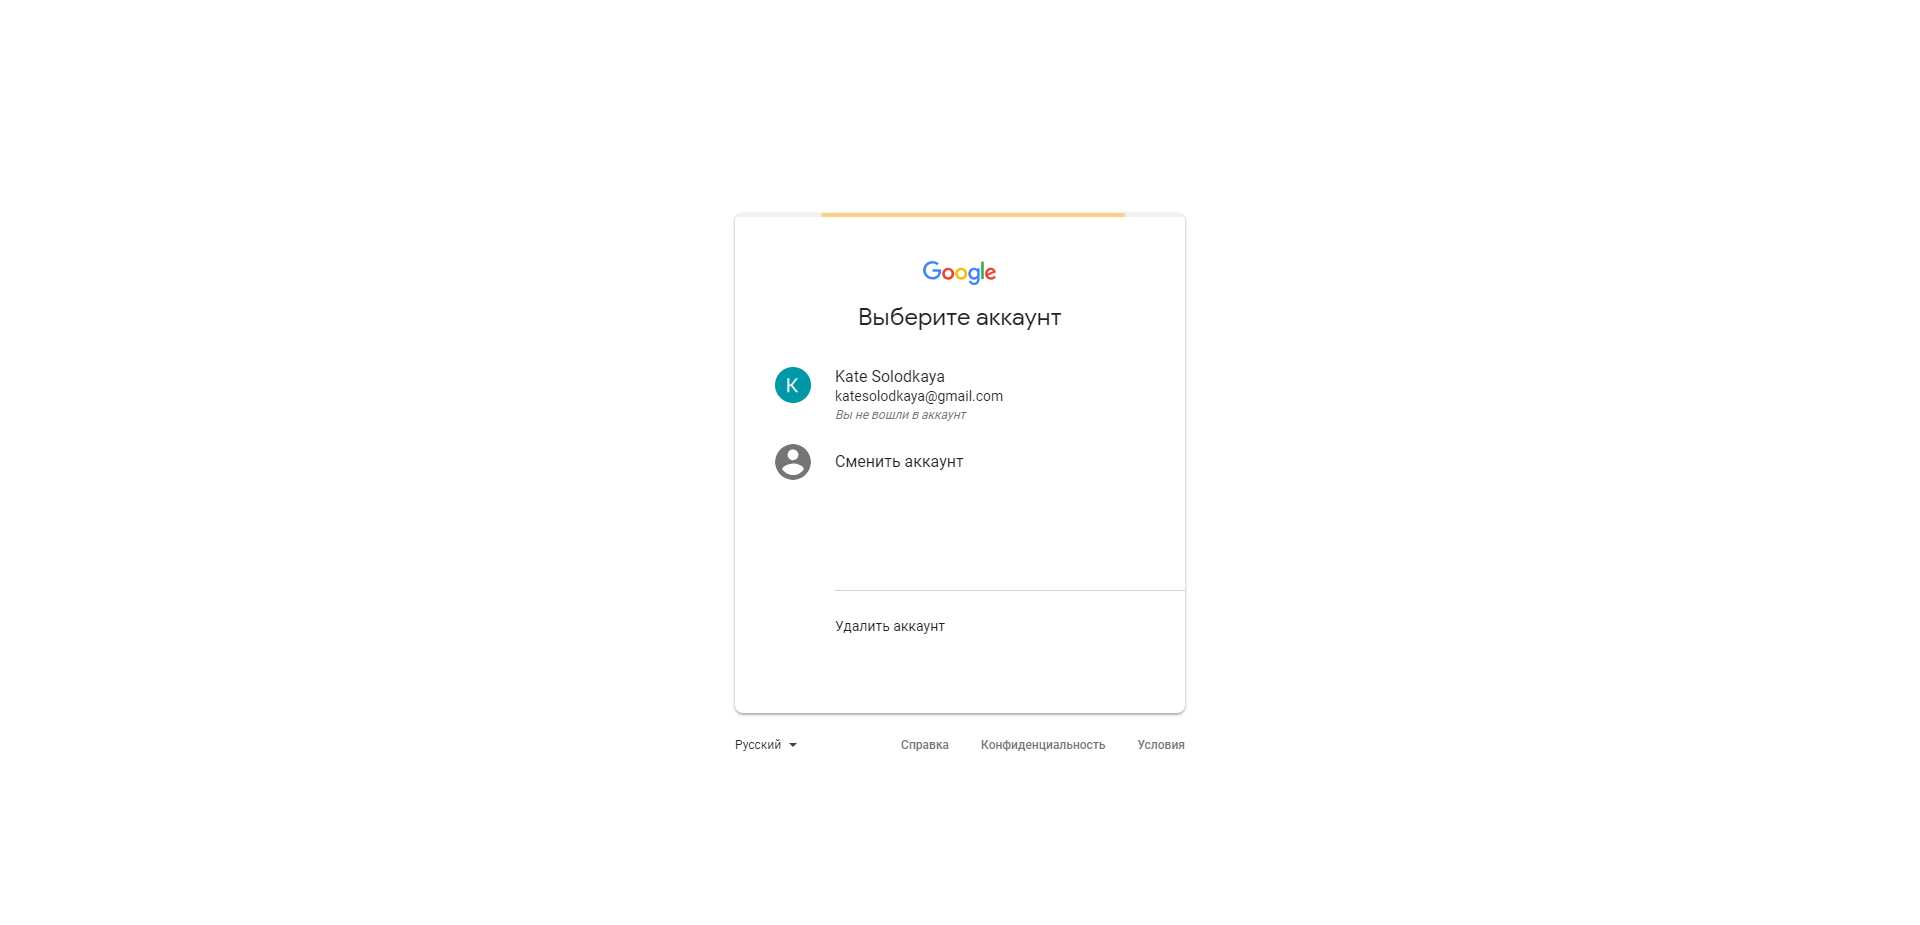 Google
Выберите аккаунт
K
Kate Solodkaya
katesolodkaya@gmail.com
Вы не вошли в аккаунт
Сменить аккаунт
Удалить аккаунт
Русский
Справка Конфиденциальность Условия